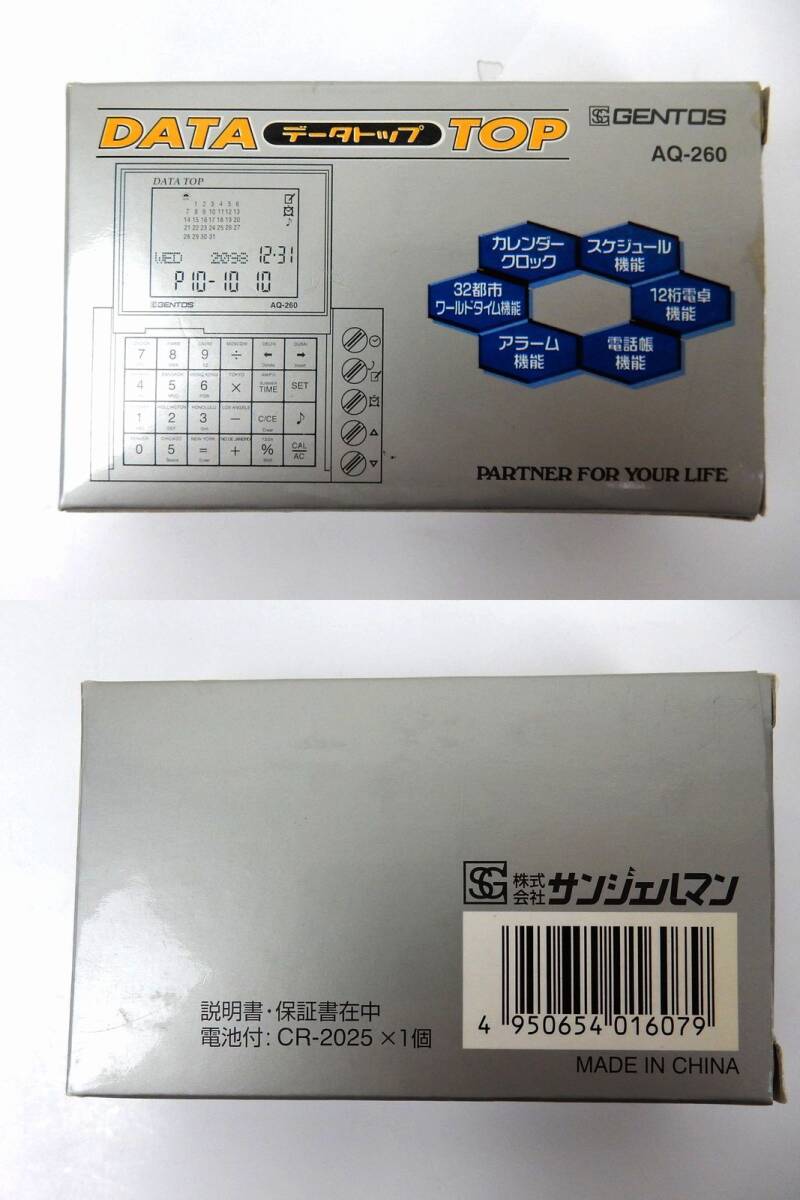 DATA データトップ TOP
SG GENTOS
AQ-260
DATA TOP
1 2 3 4 5 6
7 8 9 10 11 12 13
14 15 16 17 18 19 20
21 22 23 24 25 26 27
28 29 30 31
WED 2098 12-31
P10-10 10
GENTOS AQ-260
7 8 9 ÷ ← →
4 5 6 × SUMMER TIME SET
1 2 3 − C/CE ♪
0 5 = + % CAL AC
カレンダー
クロック
スケジュール
機能
32都市
ワールドタイム機能
12桁電卓
機能
アラーム
機能
電話帳
機能
PARTNER FOR YOUR LIFE
SG 株式会社 サンジェルマン
説明書・保証書在中
電池付: CR-2025 ×1個
4 950654 016079
MADE IN CHINA